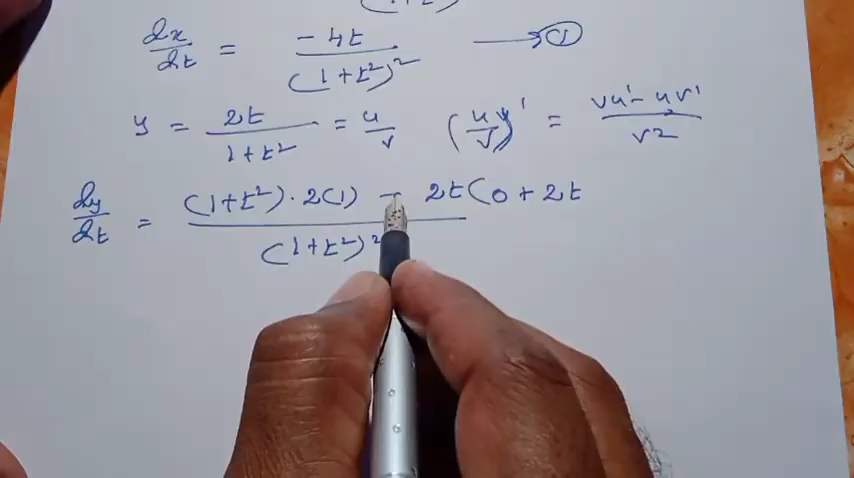 dx/dt = -4t/(1+t²)² → ①
y = 2t/1+t² = u/v (u/v)' = vu' - uv'/v2
dy/dt = (1+t²)·2(1) - 2t(0+2t/(1+t²)²